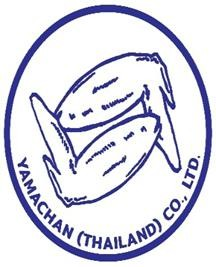 YAMACHAN (THAILAND) CO., LTD.